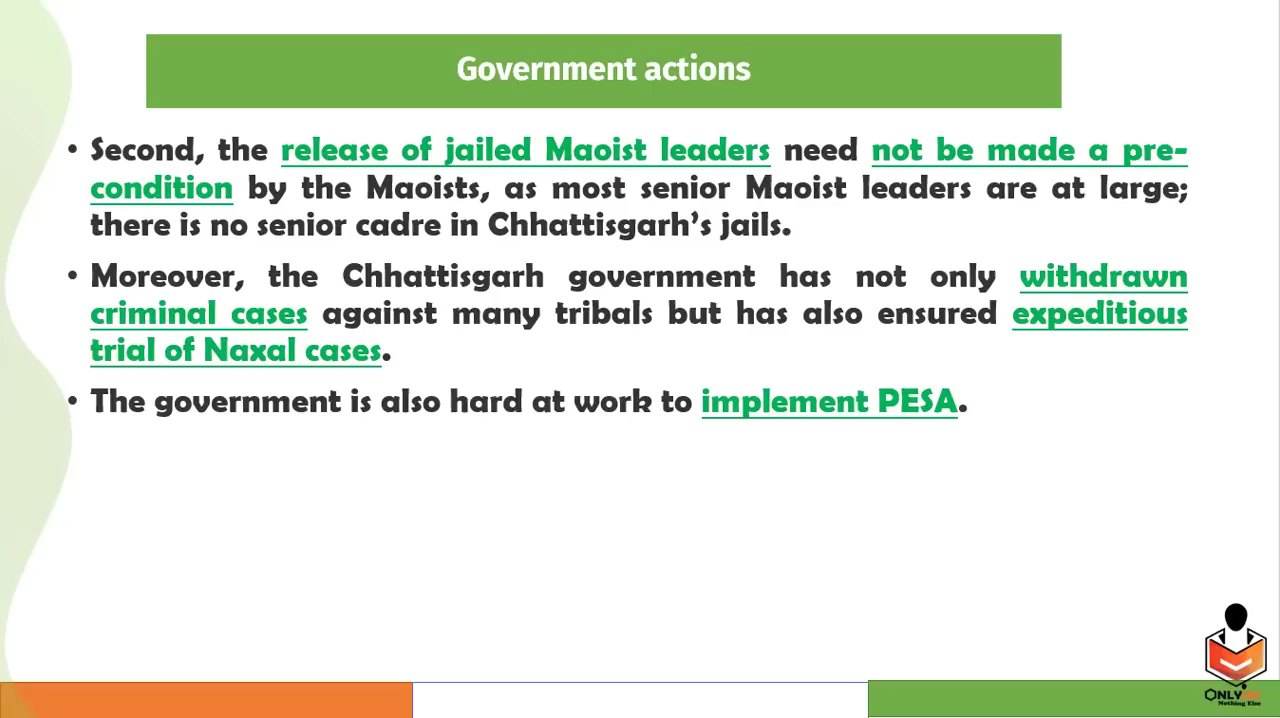 Government actions
• Second, the release of jailed Maoist leaders need not be made a pre-
condition by the Maoists, as most senior Maoist leaders are at large;
there is no senior cadre in Chhattisgarh’s jails.
• Moreover, the Chhattisgarh government has not only withdrawn
criminal cases against many tribals but has also ensured expeditious
trial of Naxal cases.
• The government is also hard at work to implement PESA.
ONLYIAS
Nothing Else